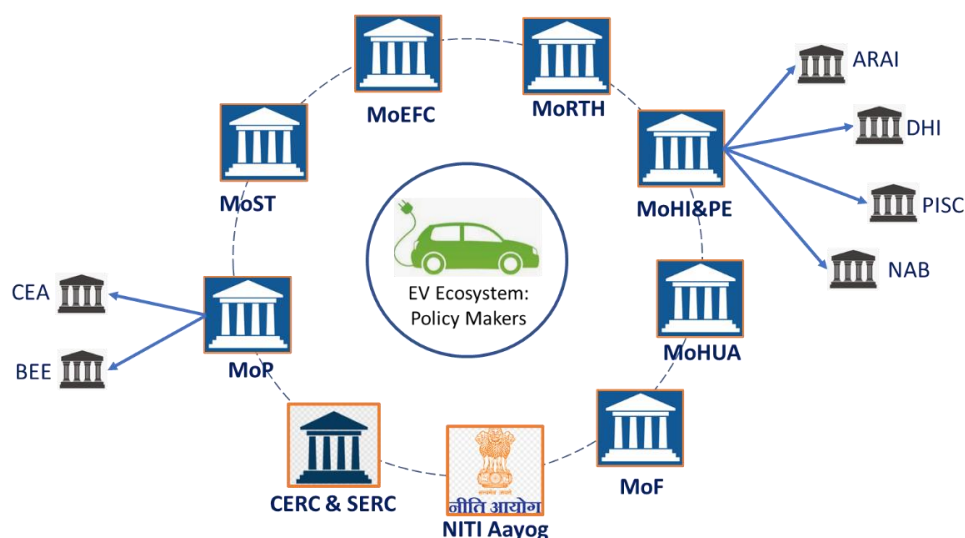 MoEFC
MoRTH
ARAI
DHI
MoST
MoHI&PE
PISC
NAB
EV Ecosystem:
Policy Makers
CEA
BEE
MoP
MoHUA
CERC & SERC
नीति आयोग
NITI Aayog
MoF